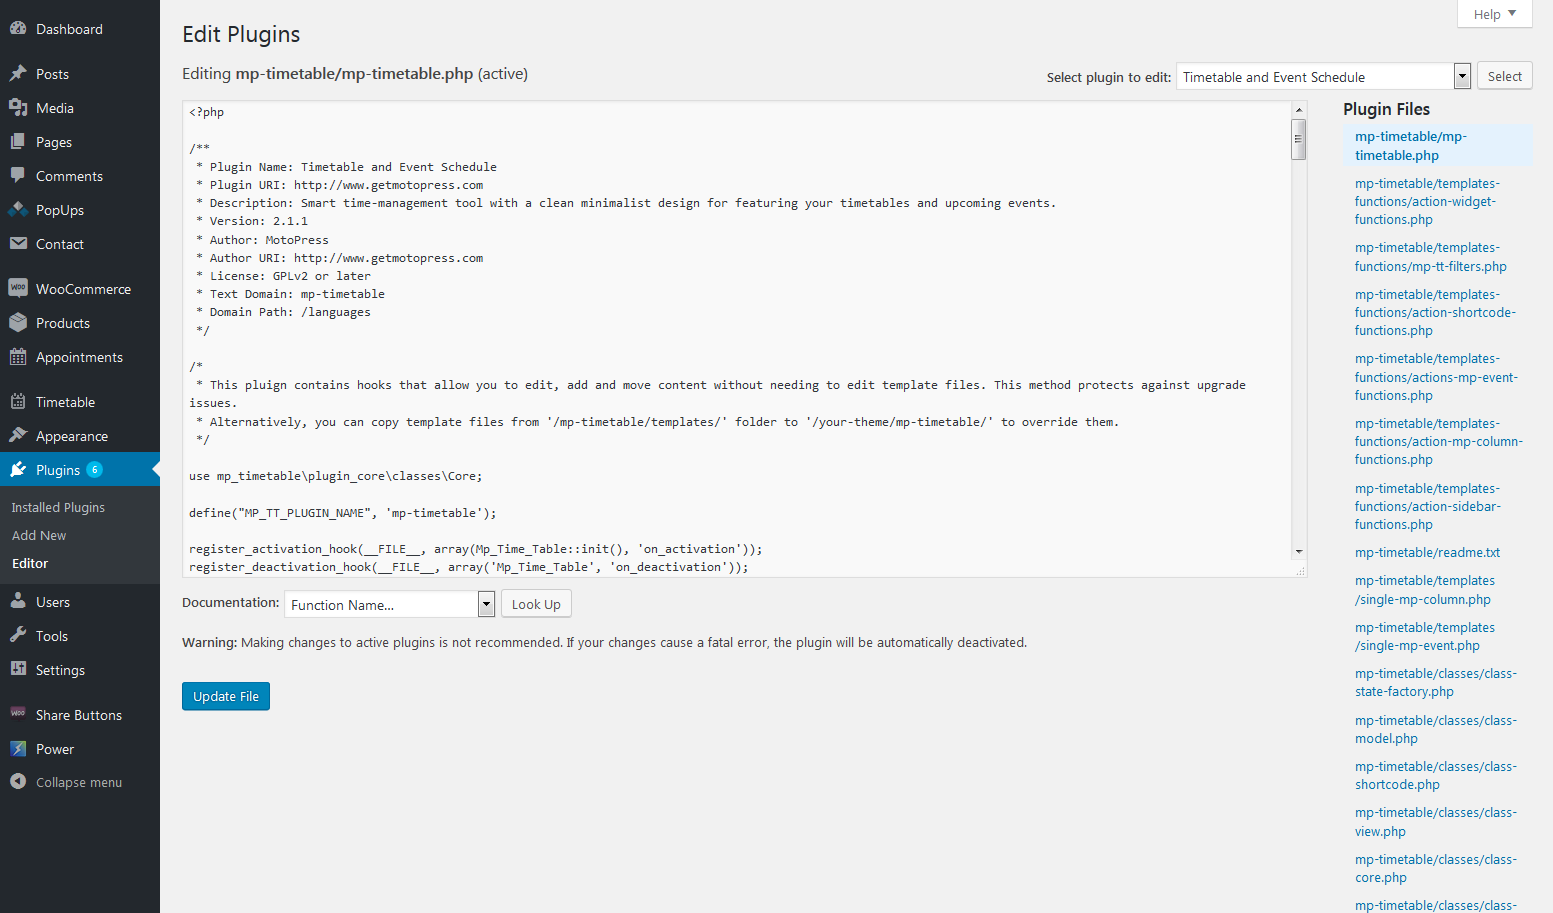 Dashboard
Posts
Media
Pages
Comments
PopUps
Contact
WOO WooCommerce
Products
Appointments
Timetable
Appearance
Plugins 6
Installed Plugins
Add New
Editor
Users
Tools
Settings
WOO Share Buttons
Power
Collapse menu
Help
Edit Plugins
Editing mp-timetable/mp-timetable.php (active)
Select plugin to edit: Timetable and Event Schedule Select
<?php
/**
* Plugin Name: Timetable and Event Schedule
* Plugin URI: http://www.getmotopress.com
* Description: Smart time-management tool with a clean minimalist design for featuring your timetables and upcoming events.
* Version: 2.1.1
* Author: MotoPress
* Author URI: http://www.getmotopress.com
* License: GPLv2 or later
* Text Domain: mp-timetable
* Domain Path: /languages
*/
/*
* This pluign contains hooks that allow you to edit, add and move content without needing to edit template files. This method protects against upgrade
issues.
* Alternatively, you can copy template files from '/mp-timetable/templates/' folder to '/your-theme/mp-timetable/' to override them.
*/
use mp_timetable\plugin_core\classes\Core;
define("MP_TT_PLUGIN_NAME", 'mp-timetable');
register_activation_hook(__FILE__, array(Mp_Time_Table::init(), 'on_activation'));
register_deactivation_hook(__FILE__, array('Mp_Time_Table', 'on_deactivation'));
Documentation: Function Name... Look Up
Warning: Making changes to active plugins is not recommended. If your changes cause a fatal error, the plugin will be automatically deactivated.
Update File
Plugin Files
mp-timetable/mp-
timetable.php
mp-timetable/templates-
functions/action-widget-
functions.php
mp-timetable/templates-
functions/mp-tt-filters.php
mp-timetable/templates-
functions/action-shortcode-
functions.php
mp-timetable/templates-
functions/actions-mp-event-
functions.php
mp-timetable/templates-
functions/action-mp-column-
functions.php
mp-timetable/templates-
functions/action-sidebar-
functions.php
mp-timetable/readme.txt
mp-timetable/templates
/single-mp-column.php
mp-timetable/templates
/single-mp-event.php
mp-timetable/classes/class-
state-factory.php
mp-timetable/classes/class-
model.php
mp-timetable/classes/class-
shortcode.php
mp-timetable/classes/class-
view.php
mp-timetable/classes/class-
core.php
mp-timetable/classes/class-